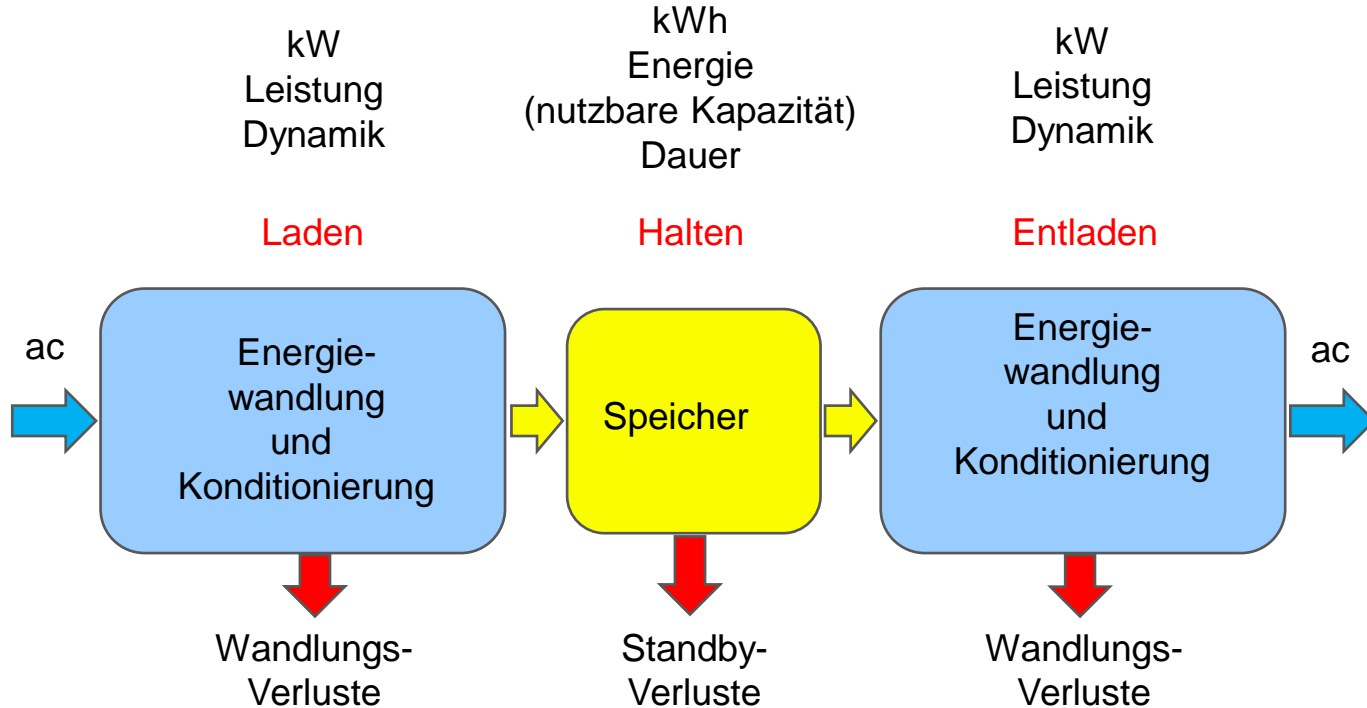 kW
Leistung
Dynamik
kWh
Energie
(nutzbare Kapazität)
Dauer
kW
Leistung
Dynamik
Laden
Halten
Entladen
ac
Energie-
wandlung
und
Konditionierung
Speicher
Energie-
wandlung
und
Konditionierung
ac
Wandlungs-
Verluste
Standby-
Verluste
Wandlungs-
Verluste